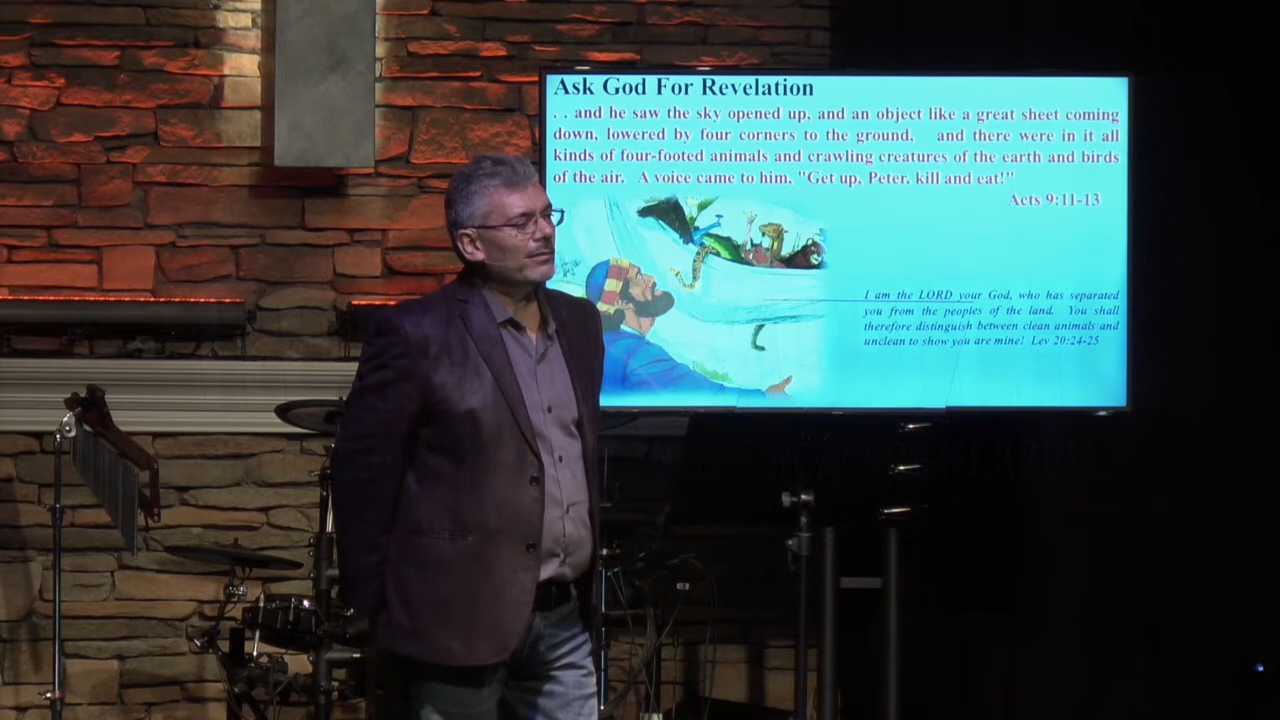 Ask God For Revelation
. . and he saw the sky opened up, and an object like a great sheet coming
down, lowered by four corners to the ground, and there were in it all
kinds of four-footed animals and crawling creatures of the earth and birds
of the air. A voice came to him, "Get up, Peter, kill and eat!"
Acts 9:11-13
I am the LORD your God, who has separated
you from the peoples of the land. You shall
therefore distinguish between clean animals and
unclean to show you are mine! Lev 20:24-25